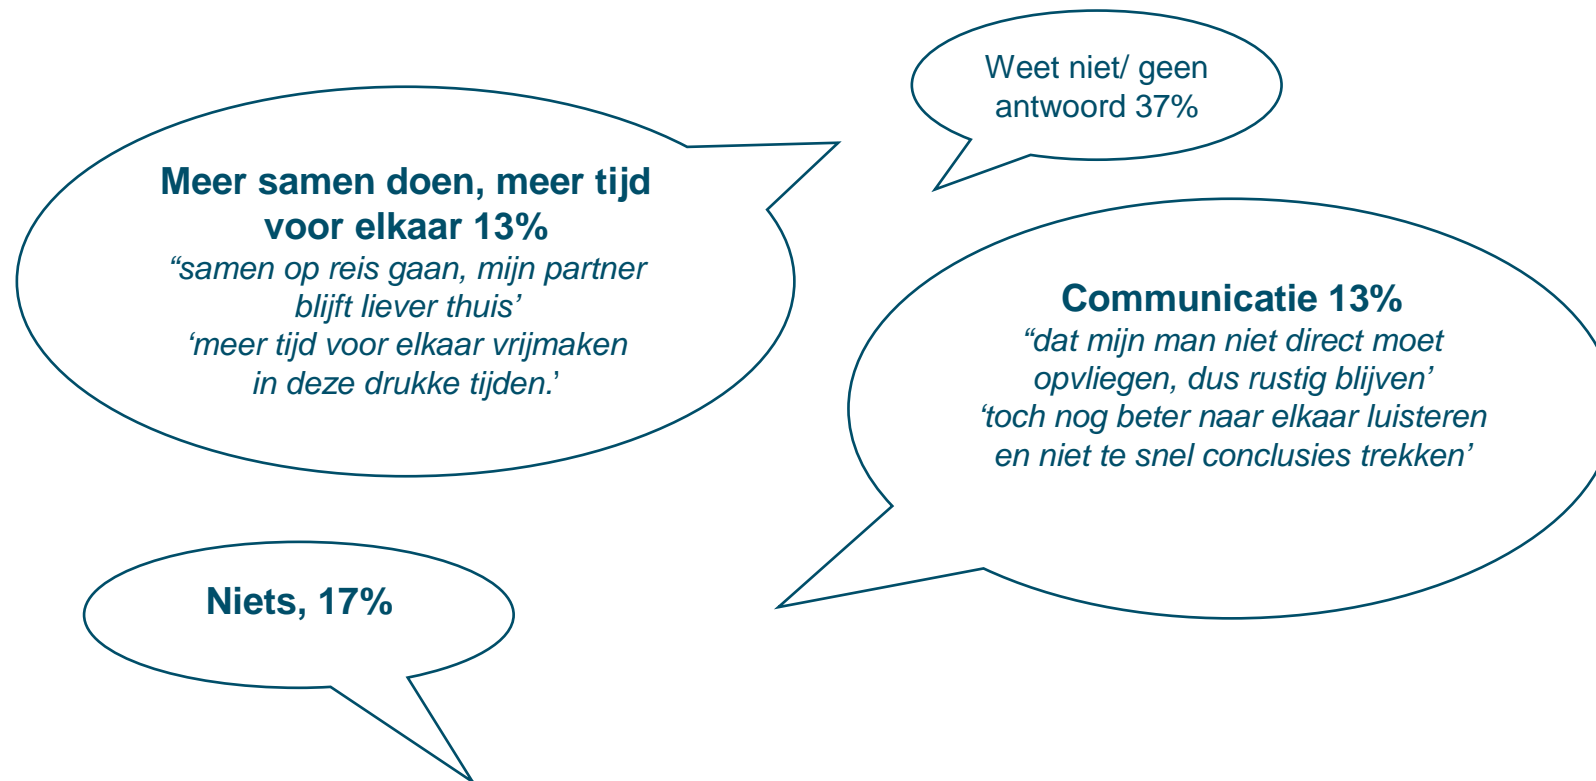 Weet niet/ geen
antwoord 37%
Meer samen doen, meer tijd
voor elkaar 13%
“samen op reis gaan, mijn partner
blijft liever thuis’
‘meer tijd voor elkaar vrijmaken
in deze drukke tijden.’
Communicatie 13%
“dat mijn man niet direct moet
opvliegen, dus rustig blijven’
‘toch nog beter naar elkaar luisteren
en niet te snel conclusies trekken’
Niets, 17%